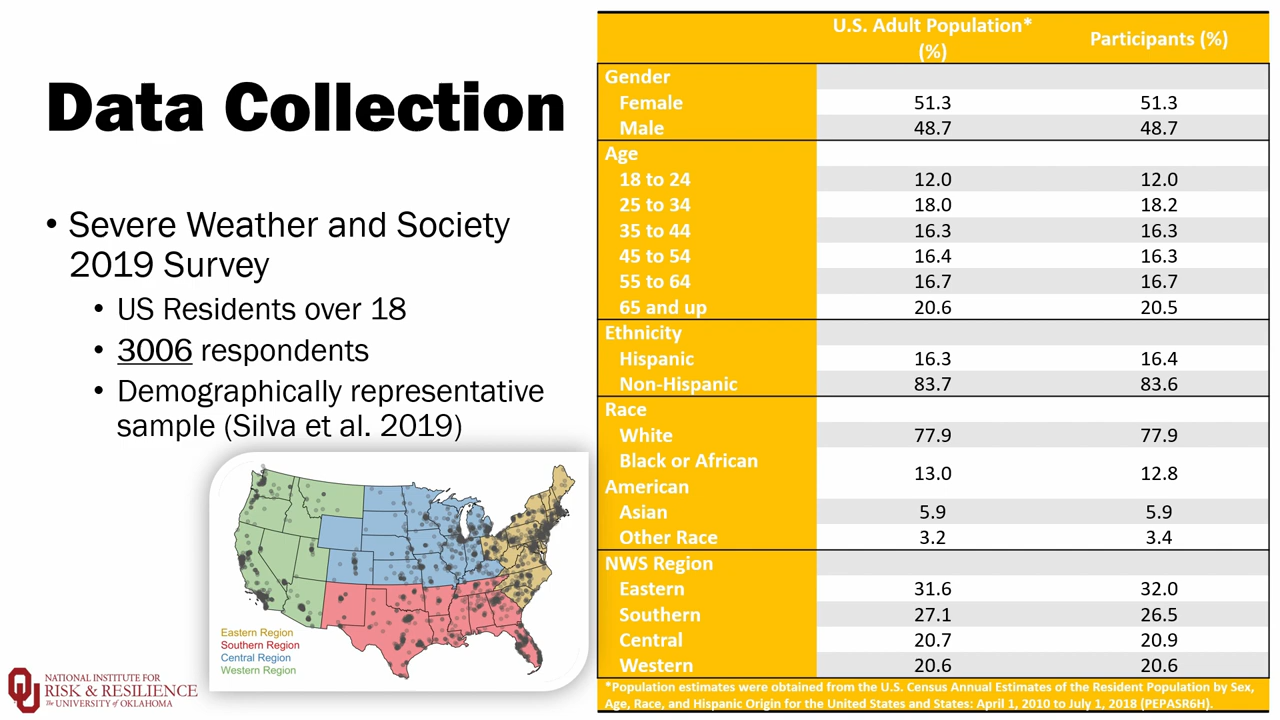 Data Collection
• Severe Weather and Society
2019 Survey
• US Residents over 18
• 3006 respondents
• Demographically representative
sample (Silva et al. 2019)
Eastern Region
Southern Region
Central Region
Western Region
OU
NATIONAL INSTITUTE FOR
RISK & RESILIENCE
The UNIVERSITY of OKLAHOMA
U.S. Adult Population*
(%)
Participants (%)
Gender
Female 51.3 51.3
Male 48.7 48.7
Age
18 to 24 12.0 12.0
25 to 34 18.0 18.2
35 to 44 16.3 16.3
45 to 54 16.4 16.3
55 to 64 16.7 16.7
65 and up 20.6 20.5
Ethnicity
Hispanic 16.3 16.4
Non-Hispanic 83.7 83.6
Race
White 77.9 77.9
Black or African
American 13.0 12.8
Asian 5.9 5.9
Other Race 3.2 3.4
NWS Region
Eastern 31.6 32.0
Southern 27.1 26.5
Central 20.7 20.9
Western 20.6 20.6
*Population estimates were obtained from the U.S. Census Annual Estimates of the Resident Population by Sex,
Age, Race, and Hispanic Origin for the United States and States: April 1, 2010 to July 1, 2018 (PEPASR6H).